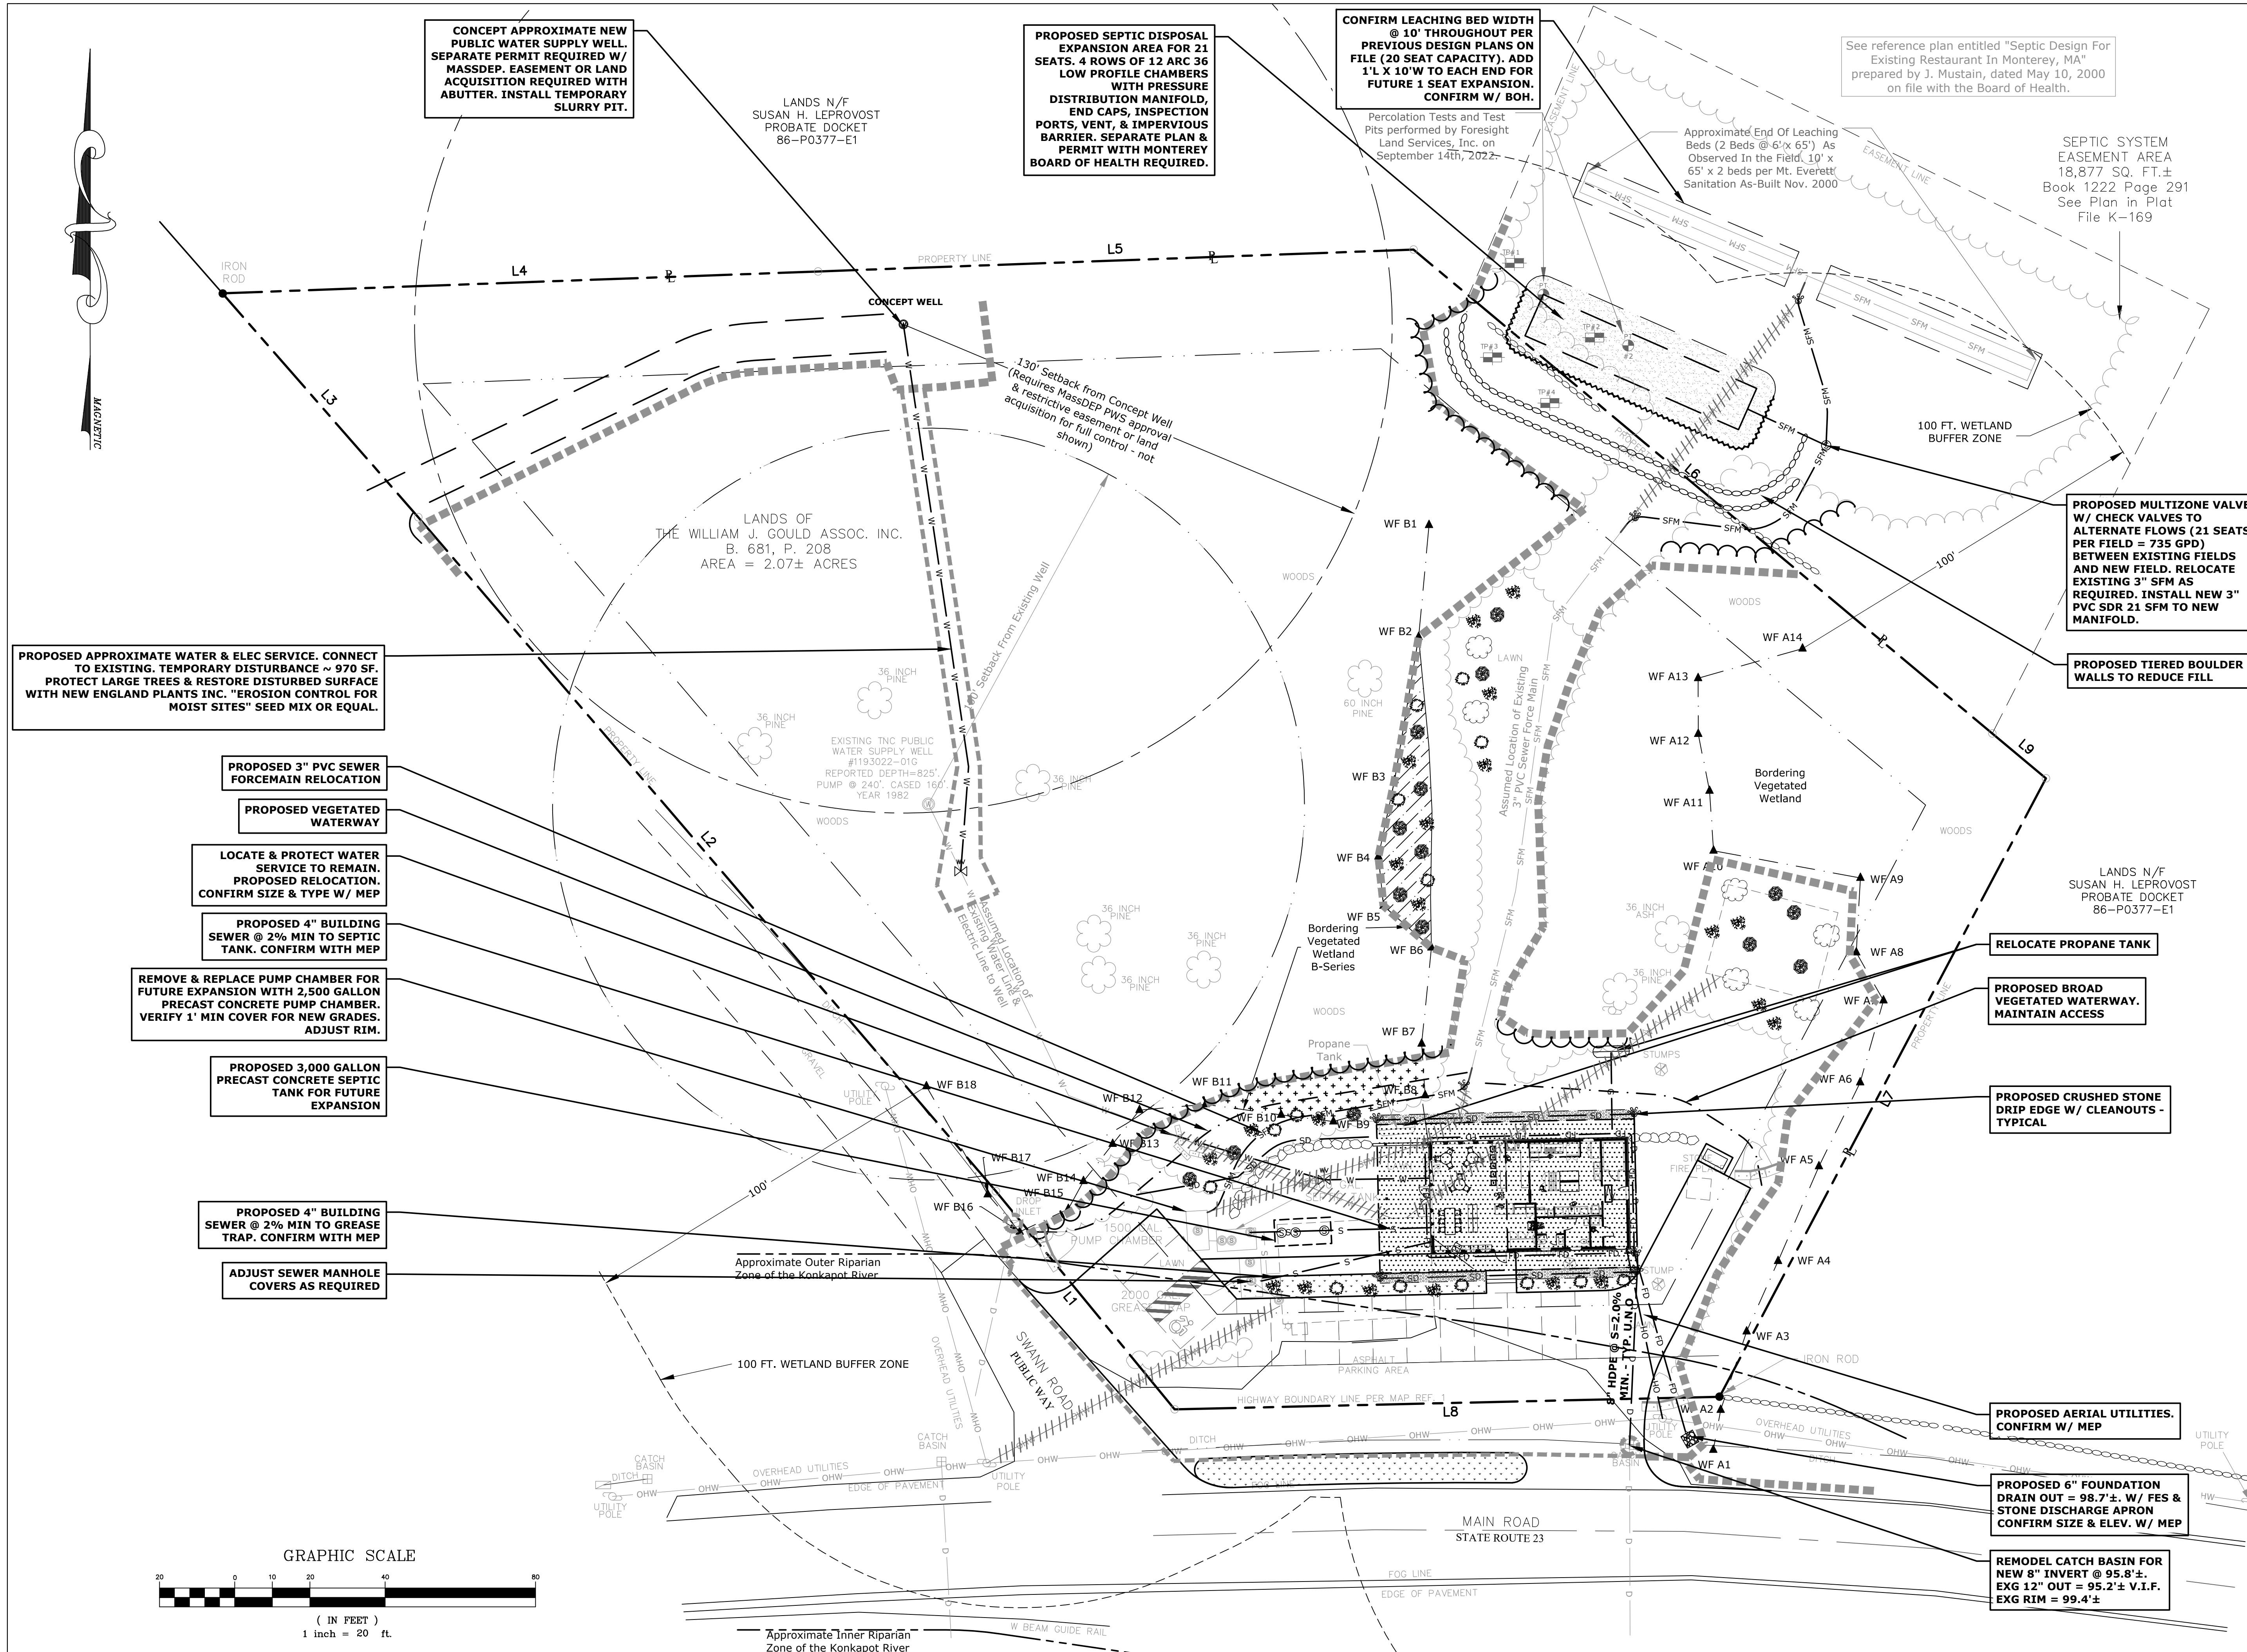 CONCEPT APPROXIMATE NEW
PUBLIC WATER SUPPLY WELL.
SEPARATE PERMIT REQUIRED W/
MASSDEP. EASEMENT OR LAND
ACQUISITION REQUIRED WITH
ABUTTER. INSTALL TEMPORARY
SLURRY PIT.
LANDS N/F
SUSAN H. LEPROVOST
PROBATE DOCKET
86-P0377-E1
PROPOSED SEPTIC DISPOSAL
EXPANSION AREA FOR 21
SEATS. 4 ROWS OF 12 ARC 36
LOW PROFILE CHAMBERS
WITH PRESSURE
DISTRIBUTION MANIFOLD,
END CAPS, INSPECTION
PORTS, VENT, & IMPERVIOUS
BARRIER. SEPARATE PLAN &
PERMIT WITH MONTEREY
BOARD OF HEALTH REQUIRED.
CONFIRM LEACHING BED WIDTH
@ 10' THROUGHOUT PER
PREVIOUS DESIGN PLANS ON
FILE (20 SEAT CAPACITY). ADD
1'L X 10'W TO EACH END FOR
FUTURE 1 SEAT EXPANSION.
CONFIRM W/ BOH.
Percolation Tests and Test
Pits performed by Foresight
Land Services, Inc. on
September 14th, 2022.
See reference plan entitled "Septic Design For
Existing Restaurant In Monterey, MA"
prepared by J. Mustain, dated May 10, 2000
on file with the Board of Health.
Approximate End Of Leaching
Beds (2 Beds @ 6' x 65') As
Observed In the Field. 10' x
65' x 2 beds per Mt. Everett
Sanitation As-Built Nov. 2000
EASEMENT LINE
EASEMENT LINE
SEPTIC SYSTEM
EASEMENT AREA
18,877 SQ. FT.±
Book 1222 Page 291
See Plan in Plat
File K-169
MAGNETIC
IRON
ROD
L4
PROPERTY LINE
L5
CONCEPT WELL
L3
130' Setback from Concept Well
(Requires MassDEP PWS approval
& restrictive easement or land
acquisition for full control - not
shown)
TP#1
TP#2
TP#3
TP#4
PT
#2
SFM
L6
100 FT. WETLAND
BUFFER ZONE
100'
PROPOSED MULTIZONE VALVE
W/ CHECK VALVES TO
ALTERNATE FLOWS (21 SEATS
PER FIELD = 735 GPD)
BETWEEN EXISTING FIELDS
AND NEW FIELD. RELOCATE
EXISTING 3" SFM AS
REQUIRED. INSTALL NEW 3"
PVC SDR 21 SFM TO NEW
MANIFOLD.
PROPOSED TIERED BOULDER
WALLS TO REDUCE FILL
LANDS OF
THE WILLIAM J. GOULD ASSOC. INC.
B. 681, P. 208
AREA = 2.07± ACRES
100' Setback From Existing Well
WF B1
WOODS
WOODS
WF B2
LAWN
WF A14
WF A13
WF A12
WF A11
Bordering
Vegetated
Wetland
WOODS
L9
60 INCH
PINE
Assumed Location of Existing
3" PVC Sewer Force Main
WF B3
WF B4
WF B5
WF B6
Bordering
Vegetated
Wetland
B-Series
PROPOSED APPROXIMATE WATER & ELEC SERVICE. CONNECT
TO EXISTING. TEMPORARY DISTURBANCE ~ 970 SF.
PROTECT LARGE TREES & RESTORE DISTURBED SURFACE
WITH NEW ENGLAND PLANTS INC. "EROSION CONTROL FOR
MOIST SITES" SEED MIX OR EQUAL.
36 INCH
PINE
36 INCH
PINE
36 INCH
PINE
EXISTING TNC PUBLIC
WATER SUPPLY WELL
#1193022-01G
REPORTED DEPTH=825'.
PUMP @ 240'. CASED 160'.
YEAR 1982
WOODS
PROPERTY LINE
L2
PROPOSED 3" PVC SEWER
FORCEMAIN RELOCATION
PROPOSED VEGETATED
WATERWAY
LOCATE & PROTECT WATER
SERVICE TO REMAIN.
PROPOSED RELOCATION.
CONFIRM SIZE & TYPE W/ MEP
PROPOSED 4" BUILDING
SEWER @ 2% MIN TO SEPTIC
TANK. CONFIRM WITH MEP
REMOVE & REPLACE PUMP CHAMBER FOR
FUTURE EXPANSION WITH 2,500 GALLON
PRECAST CONCRETE PUMP CHAMBER.
VERIFY 1' MIN COVER FOR NEW GRADES.
ADJUST RIM.
PROPOSED 3,000 GALLON
PRECAST CONCRETE SEPTIC
TANK FOR FUTURE
EXPANSION
PROPOSED 4" BUILDING
SEWER @ 2% MIN TO GREASE
TRAP. CONFIRM WITH MEP
ADJUST SEWER MANHOLE
COVERS AS REQUIRED
Assumed Location of
Existing Water Line &
Electric Line to Well
36 INCH
PINE
36 INCH
PINE
36 INCH
PINE
WOODS
WF A9
WF A8
36 INCH
ASH
36 INCH
PINE
LANDS N/F
SUSAN H. LEPROVOST
PROBATE DOCKET
86-P0377-E1
RELOCATE PROPANE TANK
PROPOSED BROAD
VEGETATED WATERWAY.
MAINTAIN ACCESS
PROPOSED CRUSHED STONE
DRIP EDGE W/ CLEANOUTS -
TYPICAL
PROPERTY LINE
L7
WF B7
Propane
Tank
STUMPS
WF A6
GRAVEL
UTILITY
POLE
WF B18
WF B12
WF B11
WF B10
WF B8
WF B9
WF B13
WF B17
WF B14
WF B15
WF B16
DROP
INLET
WF A5
WF A4
WF A3
1500 GAL.
PUMP CHAMBER
LAWN
2000 GAL.
GREASE TRAP
STUMP
100'
Approximate Outer Riparian
Zone of the Konkapot River
L1
SWANN ROAD
PUBLIC WAY
OVERHEAD UTILITIES
100 FT. WETLAND BUFFER ZONE
ASPHALT
PARKING AREA
8" HDPE @ S=2.0%
MIN. - TYP. U.N.O
IRON ROD
HIGHWAY BOUNDARY LINE PER MAP REF. 1
L8
UTILITY
POLE
OVERHEAD UTILITIES
WF A1
DITCH
DITCH
BASIN
CATCH
BASIN
DITCH
UTILITY
POLE
OVERHEAD UTILITIES
OHW
EDGE OF PAVEMENT
CATCH
BASIN
UTILITY
POLE
FOG LINE
PROPOSED AERIAL UTILITIES.
CONFIRM W/ MEP
UTILITY
POLE
PROPOSED 6" FOUNDATION
DRAIN OUT = 98.7'±. W/ FES &
STONE DISCHARGE APRON
CONFIRM SIZE & ELEV. W/ MEP
REMODEL CATCH BASIN FOR
NEW 8" INVERT @ 95.8'±.
EXG 12" OUT = 95.2'± V.I.F.
EXG RIM = 99.4'±
MAIN ROAD
STATE ROUTE 23
FOG LINE
EDGE OF PAVEMENT
W BEAM GUIDE RAIL
Approximate Inner Riparian
Zone of the Konkapot River
GRAPHIC SCALE
20 0 10 20 40 80
( IN FEET )
1 inch = 20 ft.